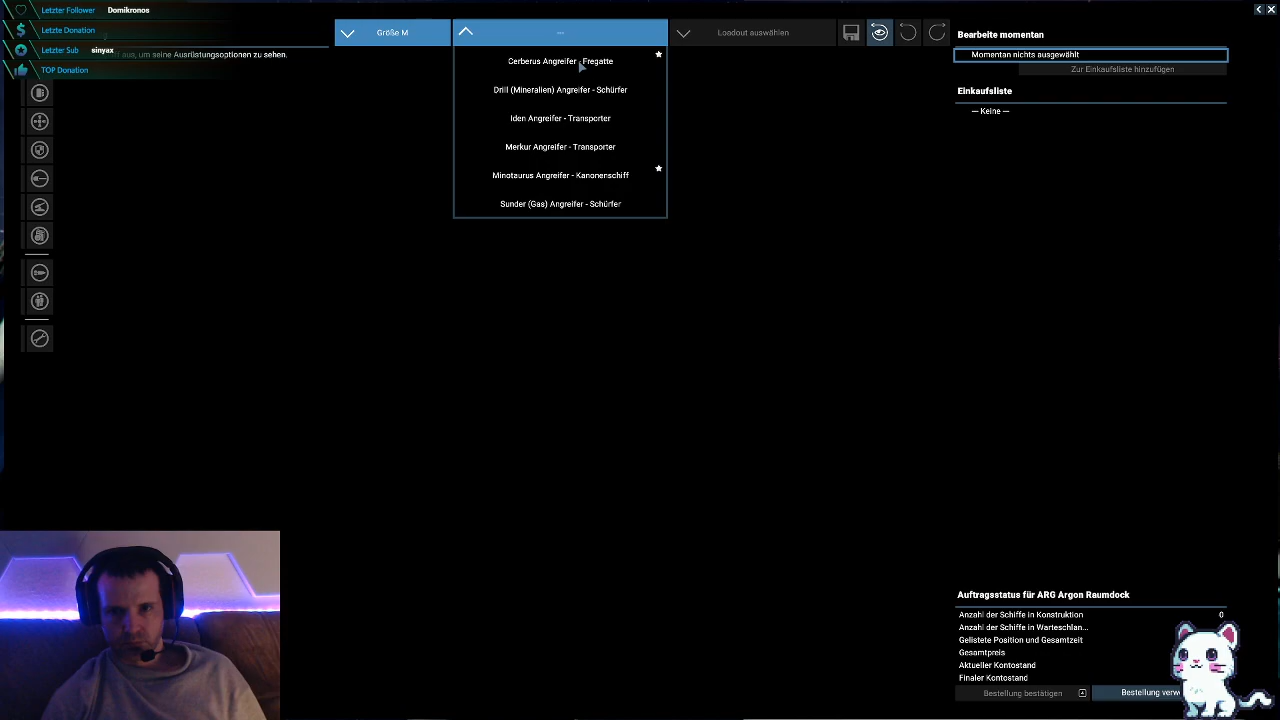 Letzter Follower Domikronos
Letzte Donation
Letzter Sub sinyax
aus, um seine Ausrüstungsoptionen zu sehen.
TOP Donation
Größe M
---
Loadout auswählen
Cerberus Angreifer - Fregatte
Drill (Mineralien) Angreifer - Schürfer
Iden Angreifer - Transporter
Merkur Angreifer - Transporter
Minotaurus Angreifer - Kanonenschiff
Sunder (Gas) Angreifer - Schürfer
Bearbeite momentan
Momentan nichts ausgewählt
Zur Einkaufsliste hinzufügen
Einkaufsliste
— Keine —
Auftragsstatus für ARG Argon Raumdock
Anzahl der Schiffe in Konstruktion 0
Anzahl der Schiffe in Warteschlan...
Gelistete Position und Gesamtzeit
Gesamtpreis
Aktueller Kontostand
Finaler Kontostand
Bestellung bestätigen
Bestellung verw